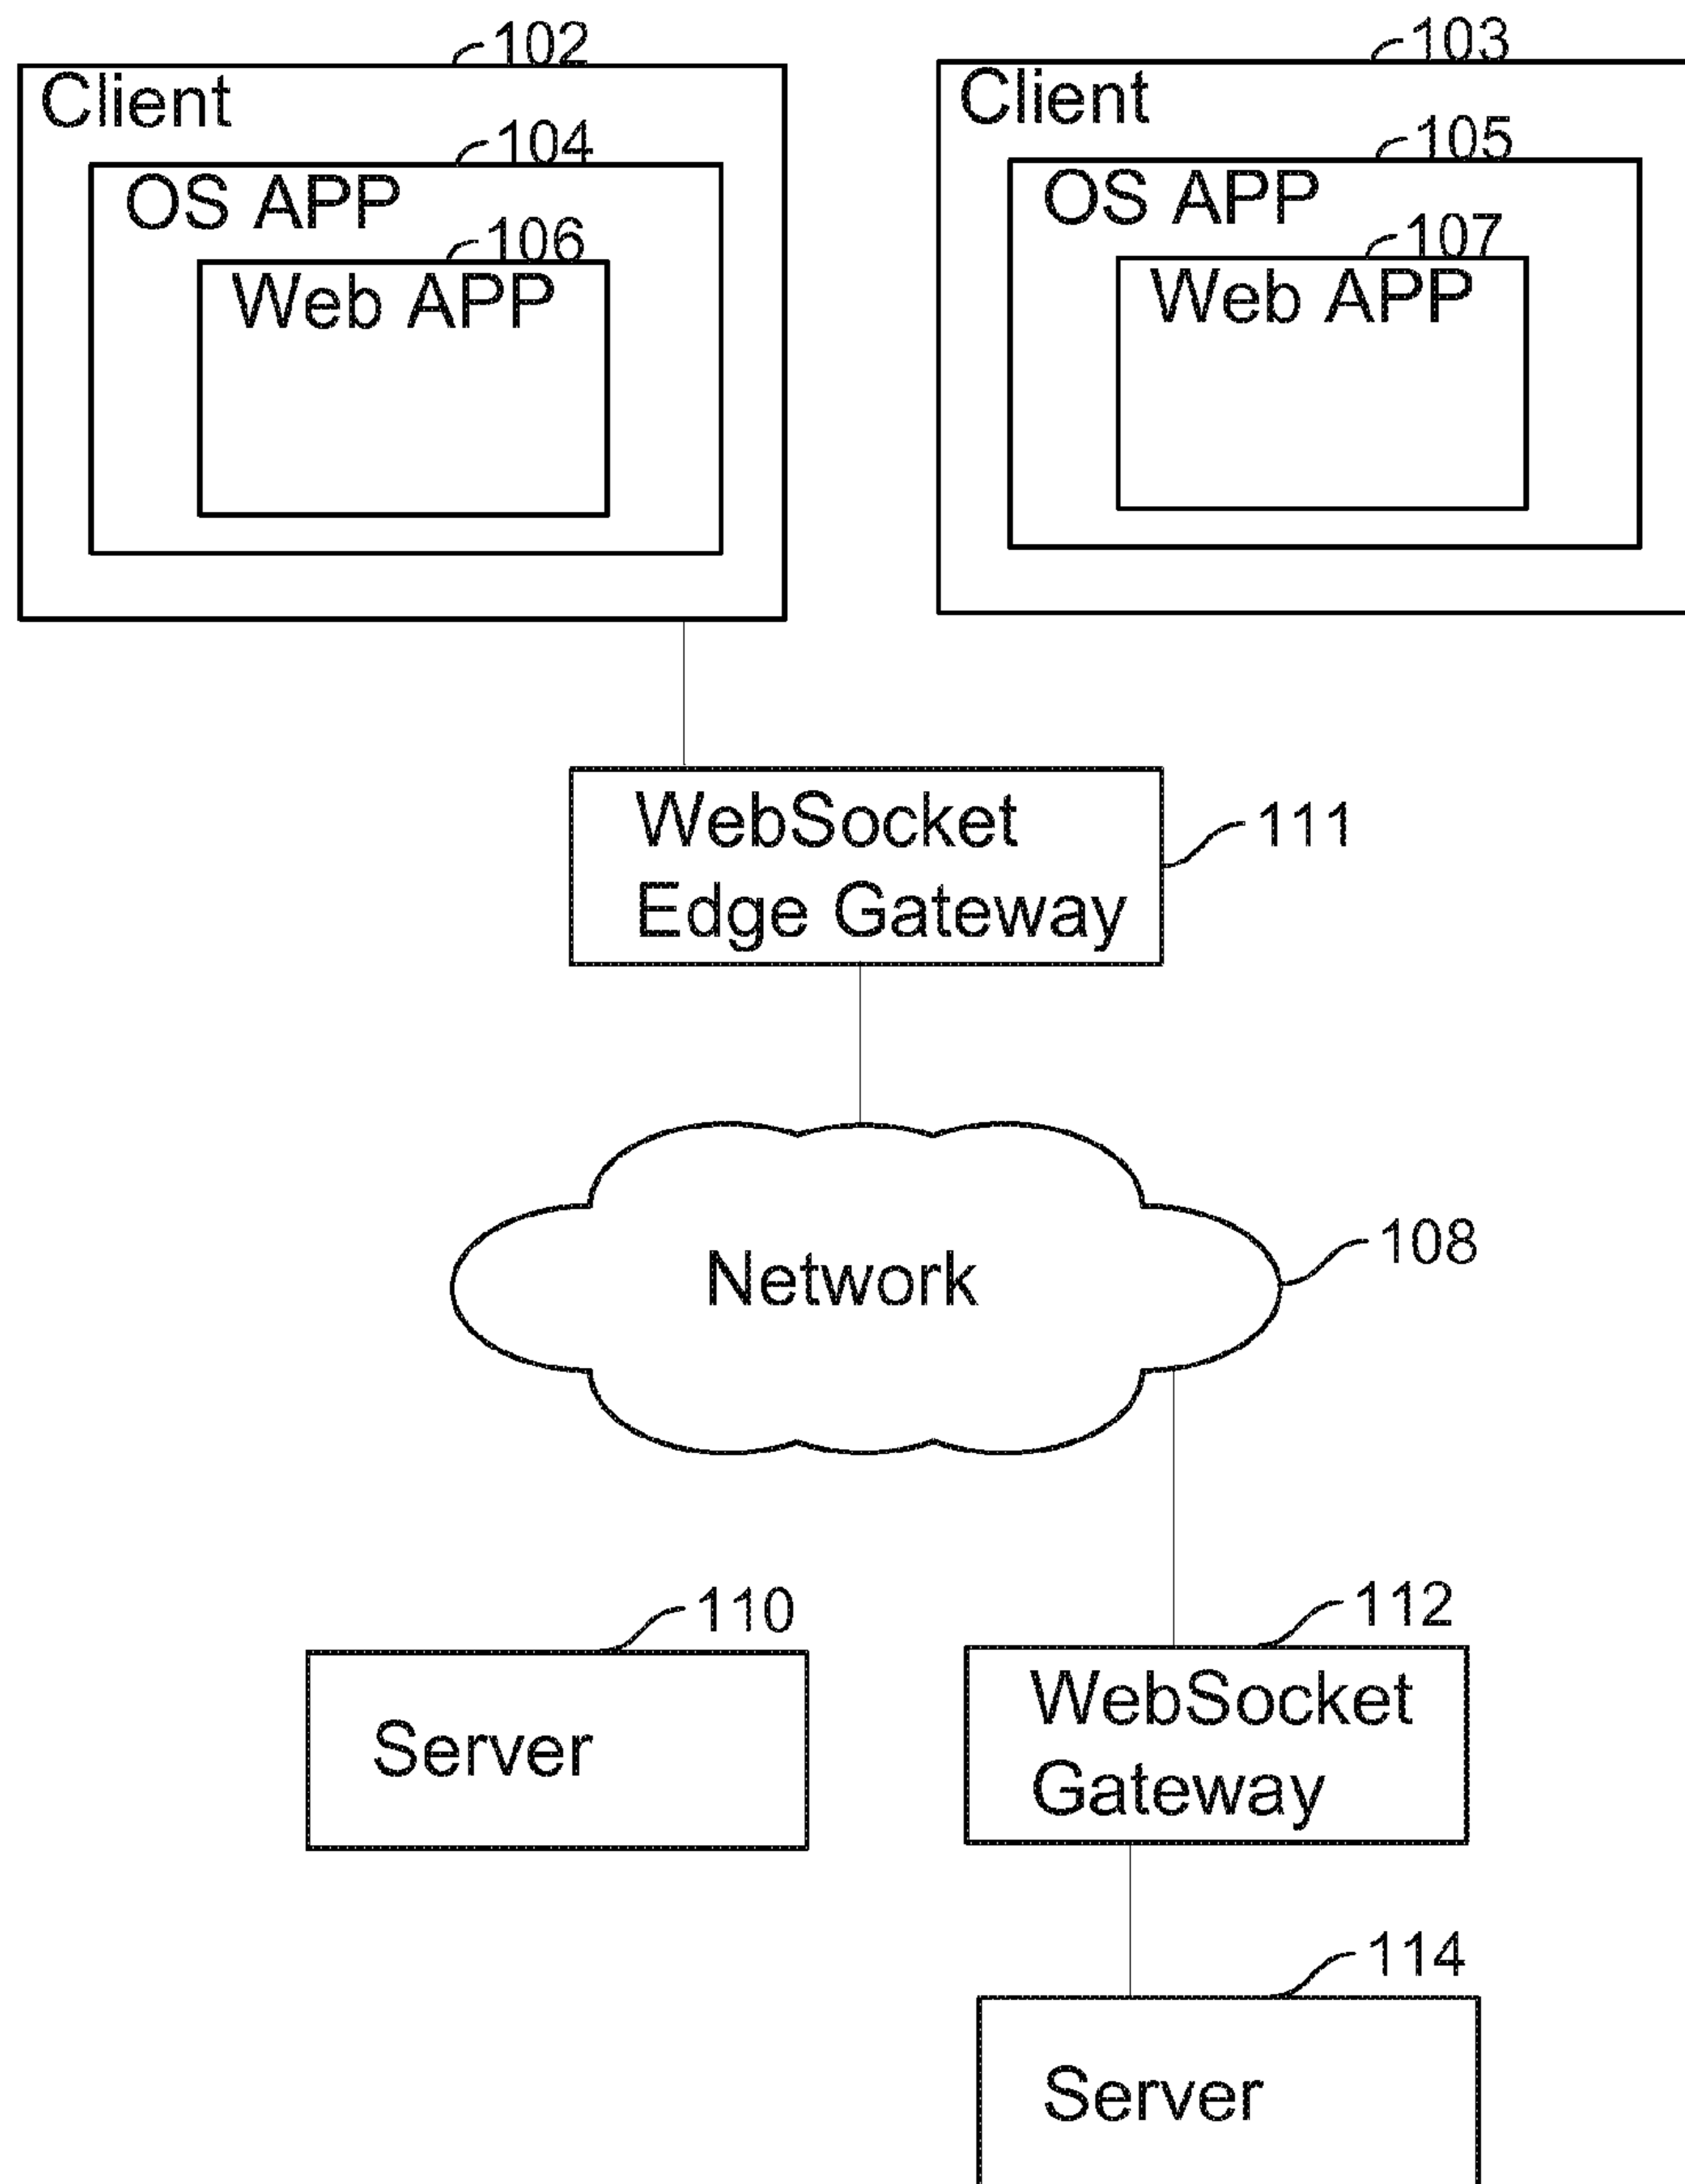 102
Client
104
OS APP
106
Web APP
103
Client
105
OS APP
107
Web APP
WebSocket
Edge Gateway
111
Network
108
110
Server
112
WebSocket
Gateway
114
Server